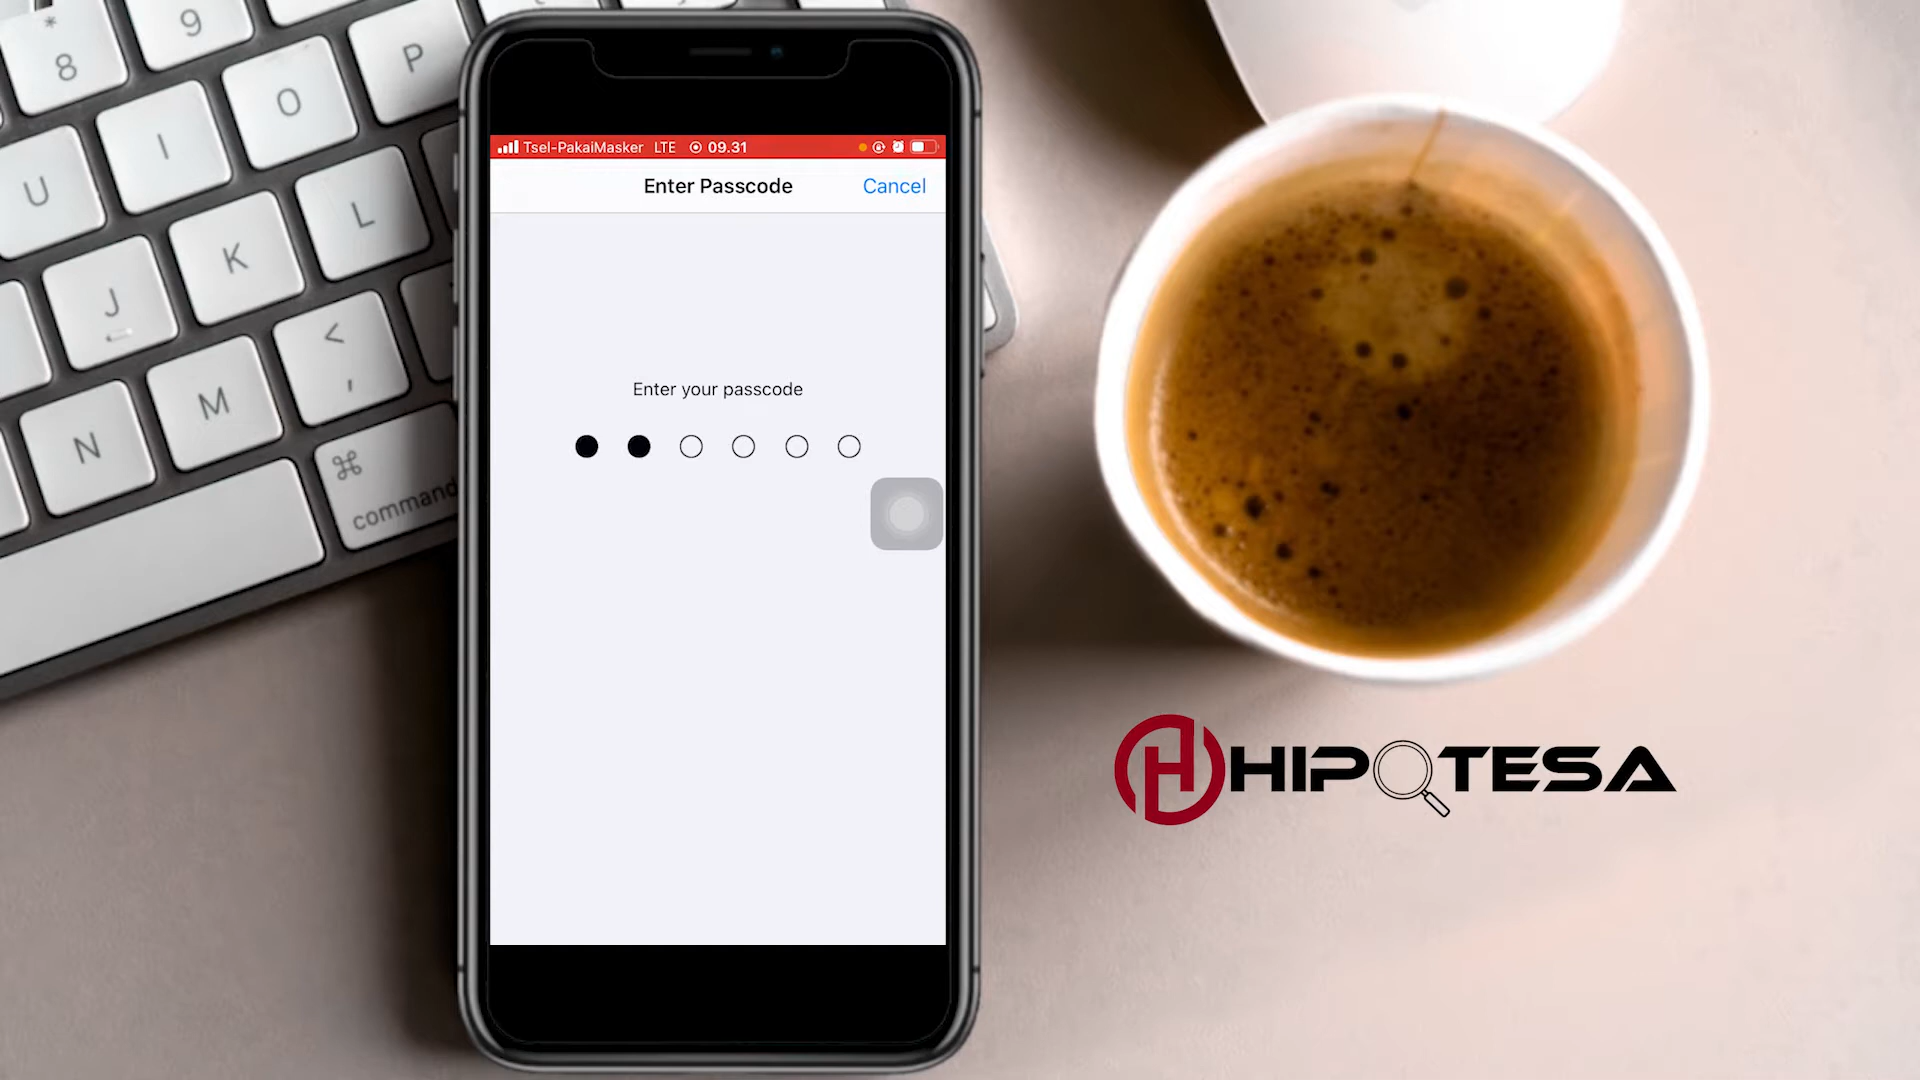 * 9 P
8 I O
U K L
J M <
N ,
⌘
command
Tsel-PakaiMasker LTE 09.31
Enter Passcode Cancel
Enter your passcode
HIPOTESA